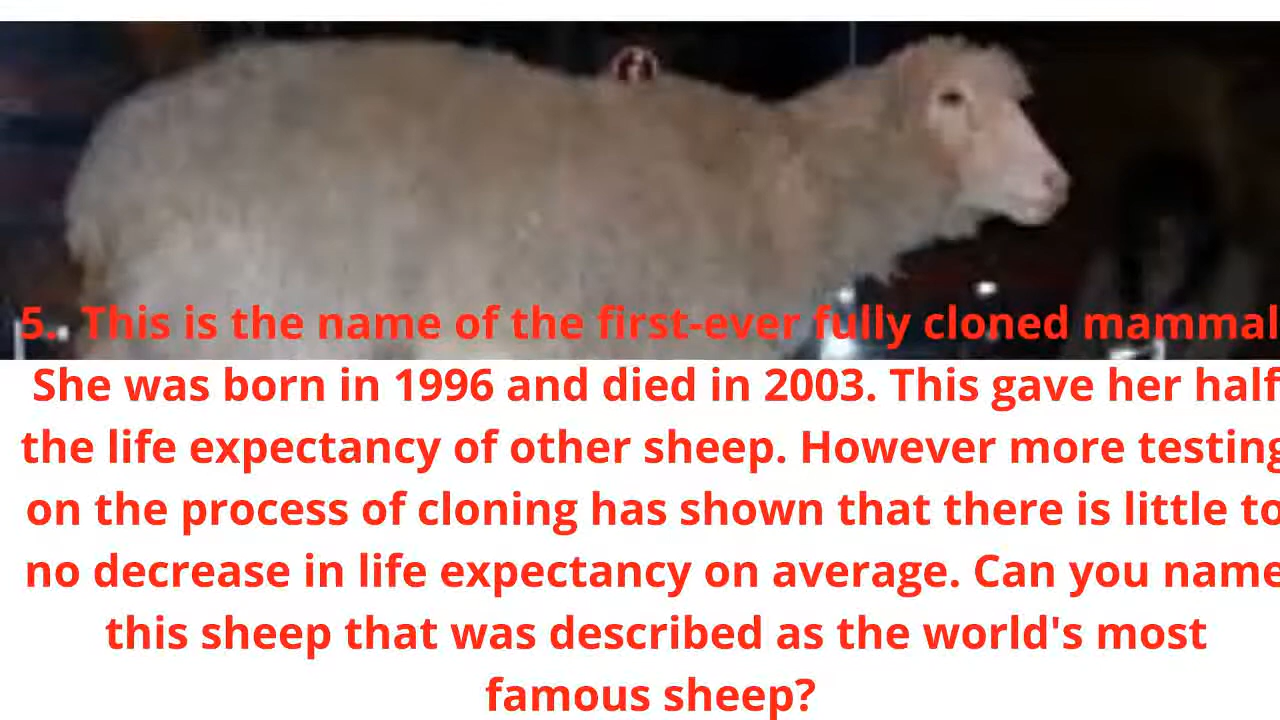 5. This is the name of the first-ever fully cloned mammal
She was born in 1996 and died in 2003. This gave her half
the life expectancy of other sheep. However more testing
on the process of cloning has shown that there is little to
no decrease in life expectancy on average. Can you name
this sheep that was described as the world's most
famous sheep?